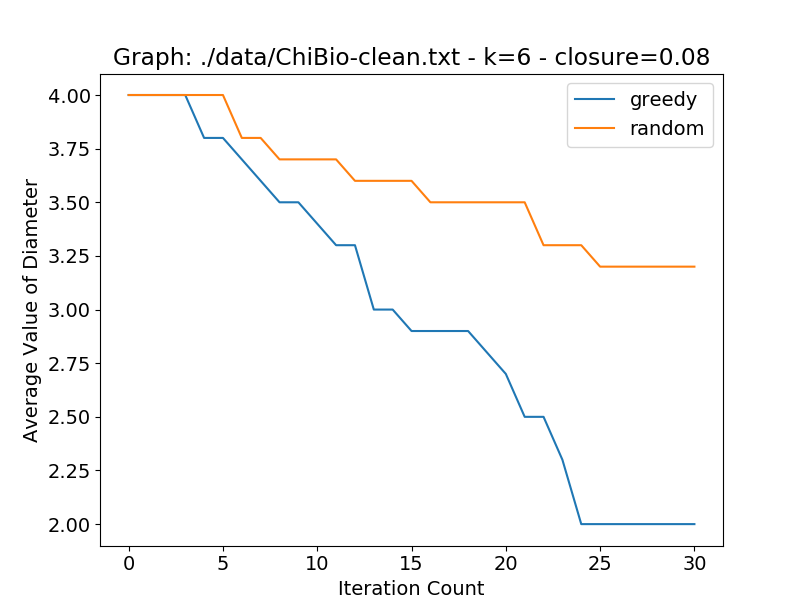 Graph: ./data/ChiBio-clean.txt - k=6 - closure=0.08
greedy
random
Average Value of Diameter
4.00
3.75
3.50
3.25
3.00
2.75
2.50
2.25
2.00
0 5 10 15 20 25 30
Iteration Count